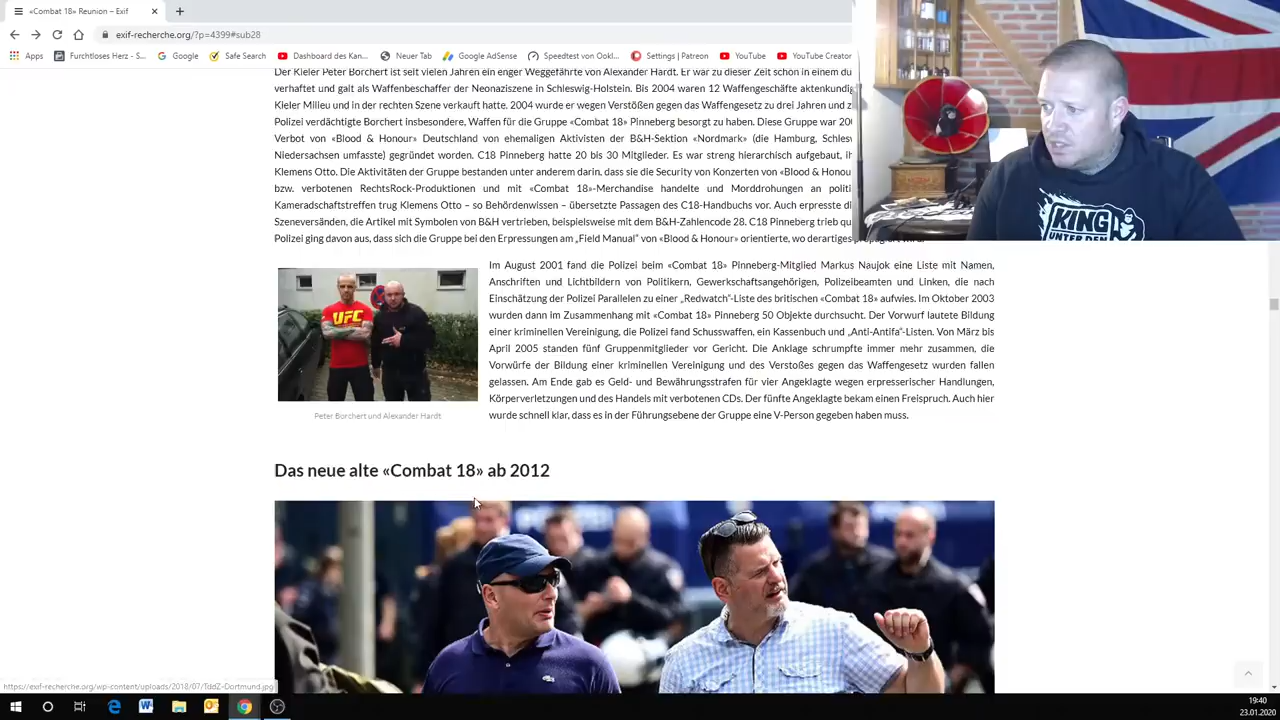 «Combat 18» Reunion – Exif
exif-recherche.org/?p=4399#sub28
Apps Furchtloses Herz - S... Google Safe Search Dashboard des Kan... Neuer Tab Google AdSense Speedtest von Ookl... Settings | Patreon YouTube YouTube Creator
Der Kieler Peter Borchert ist seit vielen Jahren ein enger Weggefährte von Alexander Hardt. Er war zu dieser Zeit schon in einem du
verhaftet und galt als Waffenbeschaffer der Neonaziszene in Schleswig-Holstein. Bis 2004 waren 12 Waffengeschäfte aktenkundig
Kieler Milieu und in der rechten Szene verkauft hatte. 2004 wurde er wegen Verstößen gegen das Waffengesetz zu drei Jahren und z
Polizei verdächtigte Borchert insbesondere, Waffen für die Gruppe «Combat 18» Pinneberg besorgt zu haben. Diese Gruppe war 200
Verbot von «Blood & Honour» Deutschland von ehemaligen Aktivisten der B&H-Sektion «Nordmark» (die Hamburg, Schlesw
Niedersachsen umfasste) gegründet worden. C18 Pinneberg hatte 20 bis 30 Mitglieder. Es war streng hierarchisch aufgebaut, ih
Klemens Otto. Die Aktivitäten der Gruppe bestanden unter anderem darin, dass sie die Security von Konzerten von «Blood & Honou
bzw. verbotenen RechtsRock-Produktionen und mit «Combat 18»-Merchandise handelte und Morddrohungen an politi
Kameradschaftstreffen trug Klemens Otto – so Behördenwissen – übersetzte Passagen des C18-Handbuchs vor. Auch erpresste di
Szeneversänden, die Artikel mit Symbolen von B&H vertrieben, beispielsweise mit dem B&H-Zahlencode 28. C18 Pinneberg trieb qu
Polizei ging davon aus, dass sich die Gruppe bei den Erpressungen am „Field Manual" von «Blood & Honour» orientierte, wo derartiges
Im August 2001 fand die Polizei beim «Combat 18» Pinneberg-Mitglied Markus Naujok eine Liste mit Namen,
Anschriften und Lichtbildern von Politikern, Gewerkschaftsangehörigen, Polizeibeamten und Linken, die nach
Einschätzung der Polizei Parallelen zu einer „Redwatch"-Liste des britischen «Combat 18» aufwies. Im Oktober 2003
wurden dann im Zusammenhang mit «Combat 18» Pinneberg 50 Objekte durchsucht. Der Vorwurf lautete Bildung
einer kriminellen Vereinigung, die Polizei fand Schusswaffen, ein Kassenbuch und „Anti-Antifa"-Listen. Von März bis
April 2005 standen fünf Gruppenmitglieder vor Gericht. Die Anklage schrumpfte immer mehr zusammen, die
Vorwürfe der Bildung einer kriminellen Vereinigung und des Verstoßes gegen das Waffengesetz wurden fallen
gelassen. Am Ende gab es Geld- und Bewährungsstrafen für vier Angeklagte wegen erpresserischer Handlungen,
Körperverletzungen und des Handels mit verbotenen CDs. Der fünfte Angeklagte bekam einen Freispruch. Auch hier
wurde schnell klar, dass es in der Führungsebene der Gruppe eine V-Person gegeben haben muss.
UFC
Peter Borchert und Alexander Hardt
KING
UNTER DEN
Das neue alte «Combat 18» ab 2012
https://exif-recherche.org/wp-content/uploads/2018/07/TddZ-Dortmund.jpg
19:40
23.01.2020